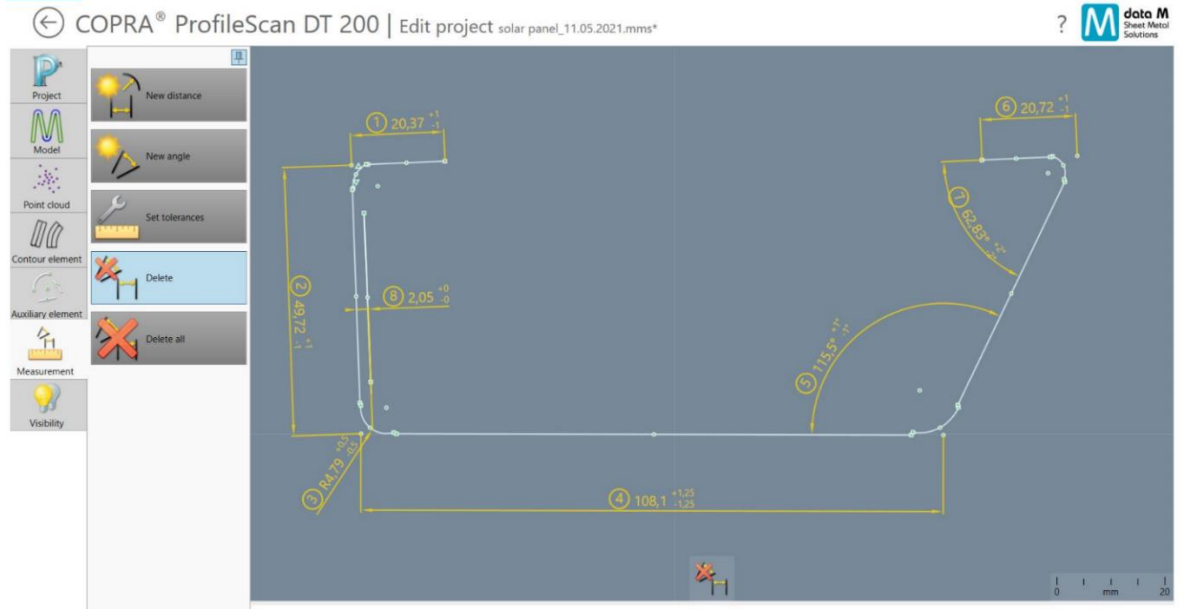 COPRA® ProfileScan DT 200 | Edit project solar panel_11.05.2021.mms*
?
M data M
Sheet Metal
Solutions
Project
Model
Point cloud
Contour element
Auxiliary element
Measurement
Visibility
New distance
New angle
Set tolerances
Delete
Delete all
1 20,37 +1 -1
6 20,72 +1 -1
7 62,83° +2° -2°
2 49,72 +1 -1
8 2,05 +0 -0
5 115,5° +1° -1°
3 R4,79 +0,5 -0,5
4 108,1 +1,25 -1,25
0 mm 20